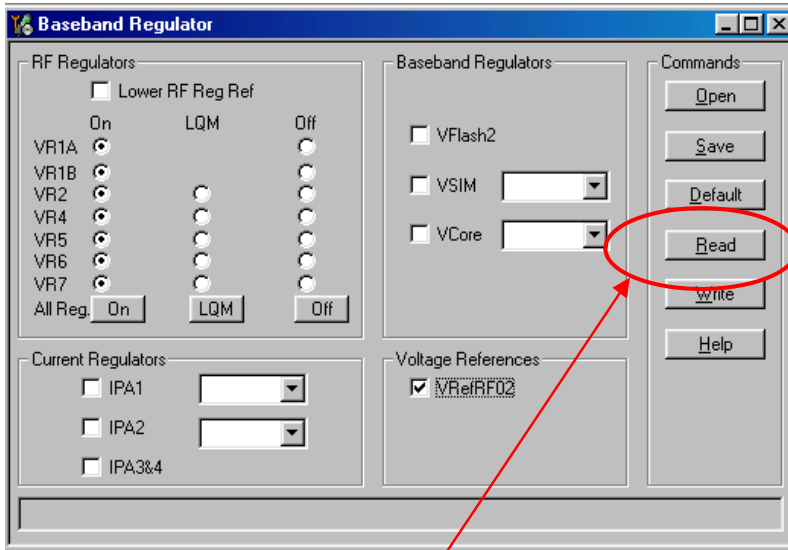 Baseband Regulator
RF Regulators
Lower RF Reg Ref
On LQM Off
VR1A
VR1B
VR2
VR4
VR5
VR6
VR7
All Reg. On LQM Off
Baseband Regulators
VFlash2
VSIM
VCore
Commands
Open
Save
Default
Read
Write
Help
Current Regulators
IPA1
IPA2
IPA3&4
Voltage References
VRefRF02